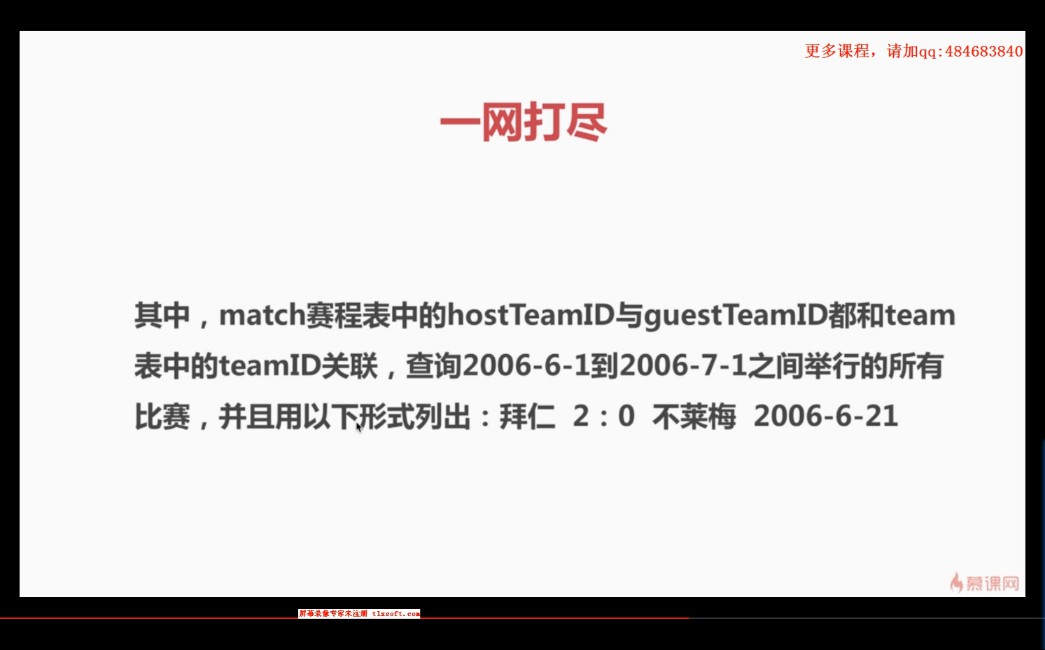 更多课程，请加qq:484683840
一网打尽
其中，match赛程表中的hostTeamID与guestTeamID都和team
表中的teamID关联，查询2006-6-1到2006-7-1之间举行的所有
比赛，并且用以下形式列出：拜仁 2：0 不莱梅 2006-6-21
慕课网
屏幕录像专家未注册 tlxsoft.com